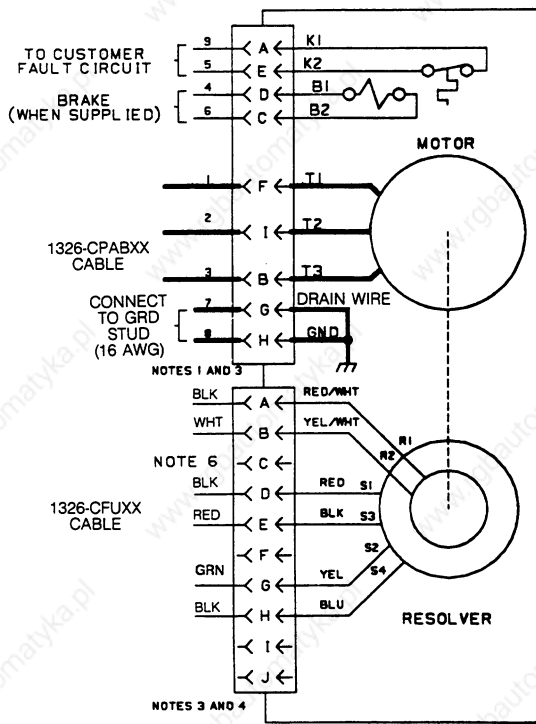 9 A K1
TO CUSTOMER
FAULT CIRCUIT
5 E K2
4 D B1
BRAKE
(WHEN SUPPLIED)
6 C B2
MOTOR
1 F T1
2 I T2
1326-CPABXX
CABLE
3 B T3
CONNECT
TO GRD
STUD
(16 AWG)
7 G DRAIN WIRE
8 H GND
NOTES 1 AND 3
BLK A RED/WHT
WHT B YEL/WHT
R1
R2
NOTE 6 C
BLK D RED S1
1326-CFUXX
CABLE
RED E BLK S3
F
S2
GRN G YEL
S4
BLK H BLU
RESOLVER
I
J
NOTES 3 AND 4
www.rgbautomatyka.pl